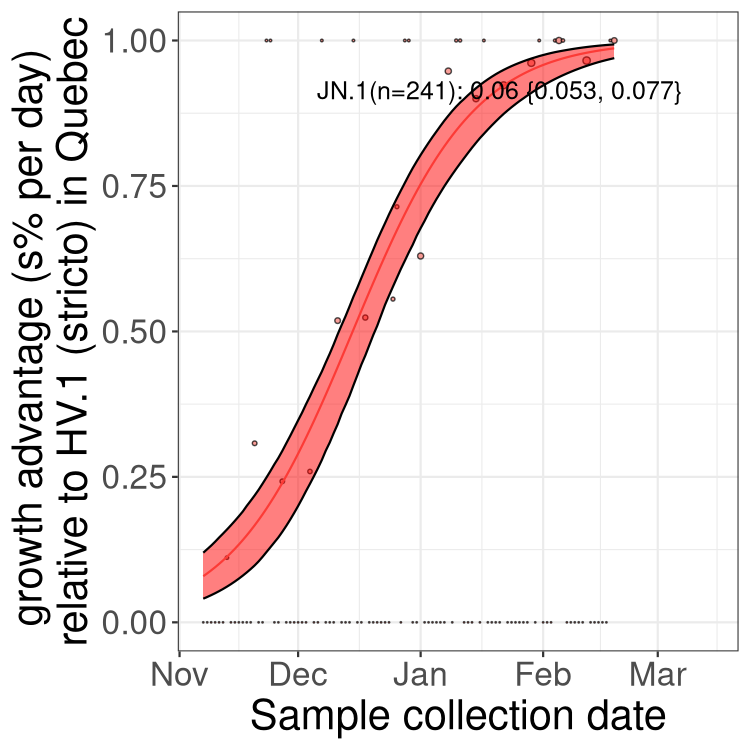 growth advantage (s% per day)
relative to HV.1 (stricto) in Quebec
1.00
0.75
0.50
0.25
0.00
JN.1(n=241): 0.06 {0.053, 0.077}
Nov Dec Jan Feb Mar
Sample collection date